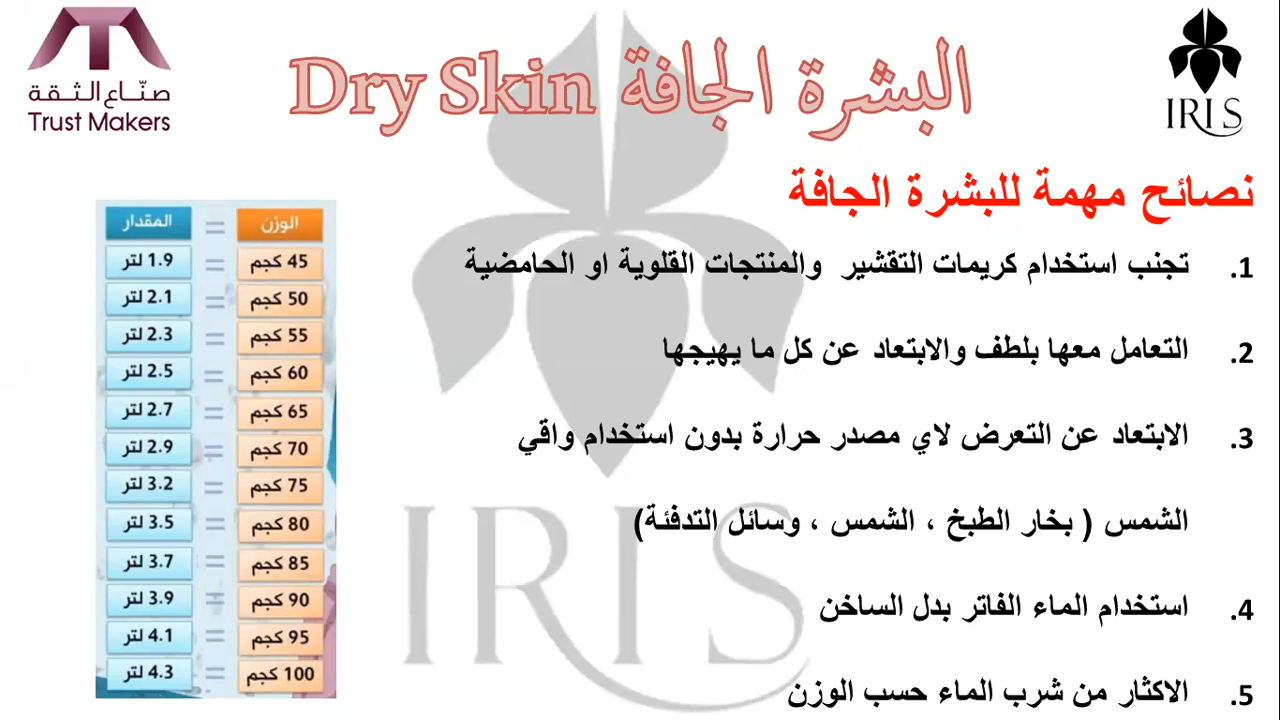 صنّاع الثقة
Trust Makers
البشرة الجافة Dry Skin
IRIS
نصائح مهمة للبشرة الجافة
1. تجنب استخدام كريمات التقشير والمنتجات القلوية او الحامضية
2. التعامل معها بلطف والابتعاد عن كل ما يهيجها
3. الابتعاد عن التعرض لاي مصدر حرارة بدون استخدام واقي
الشمس ( بخار الطبخ ، الشمس ، وسائل التدفئة)
4. استخدام الماء الفاتر بدل الساخن
5. الاكثار من شرب الماء حسب الوزن
الوزن = المقدار
45 كجم = 1.9 لتر
50 كجم = 2.1 لتر
55 كجم = 2.3 لتر
60 كجم = 2.5 لتر
65 كجم = 2.7 لتر
70 كجم = 2.9 لتر
75 كجم = 3.2 لتر
80 كجم = 3.5 لتر
85 كجم = 3.7 لتر
90 كجم = 3.9 لتر
95 كجم = 4.1 لتر
100 كجم = 4.3 لتر
IRIS